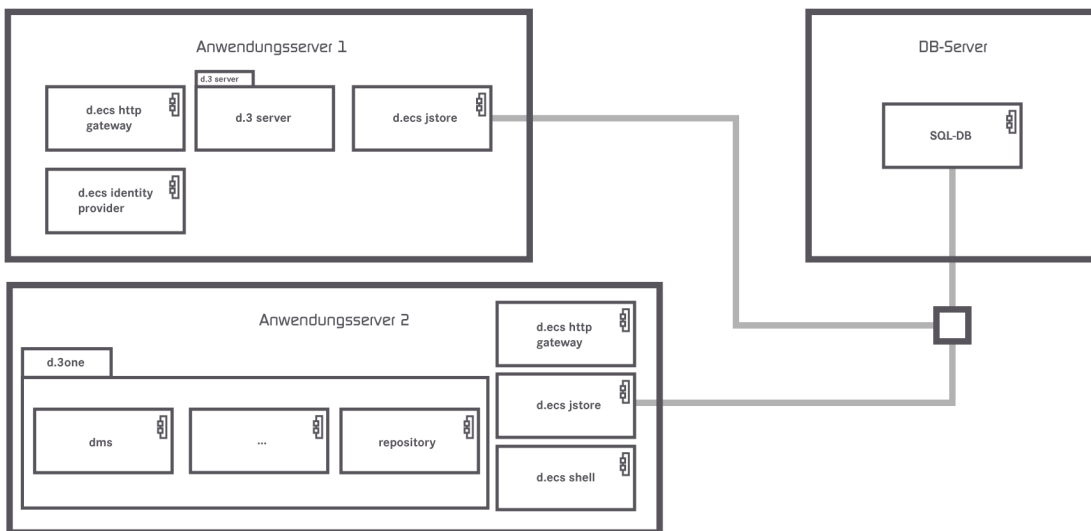 Anwendungsserver 1
d.ecs http
gateway
d.3 server
d.3 server
d.ecs jstore
d.ecs identity
provider
DB-Server
SQL-DB
Anwendungsserver 2
d.3one
dms
...
repository
d.ecs http
gateway
d.ecs jstore
d.ecs shell